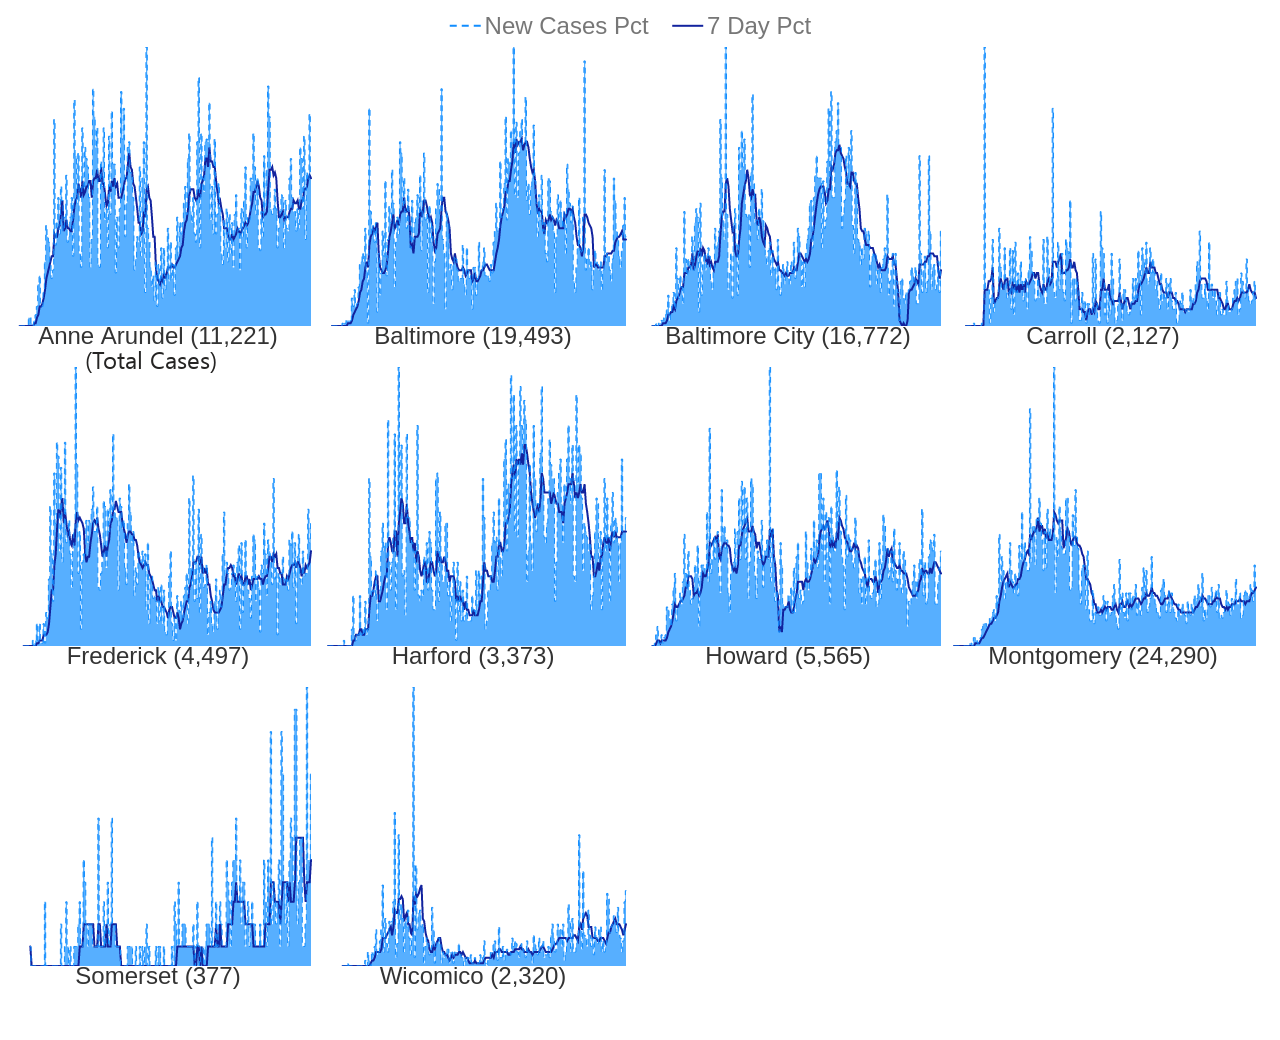 New Cases Pct 7 Day Pct
Anne Arundel (11,221) Baltimore (19,493) Baltimore City (16,772) Carroll (2,127)
(Total Cases)
Frederick (4,497) Harford (3,373) Howard (5,565) Montgomery (24,290)
Somerset (377) Wicomico (2,320)